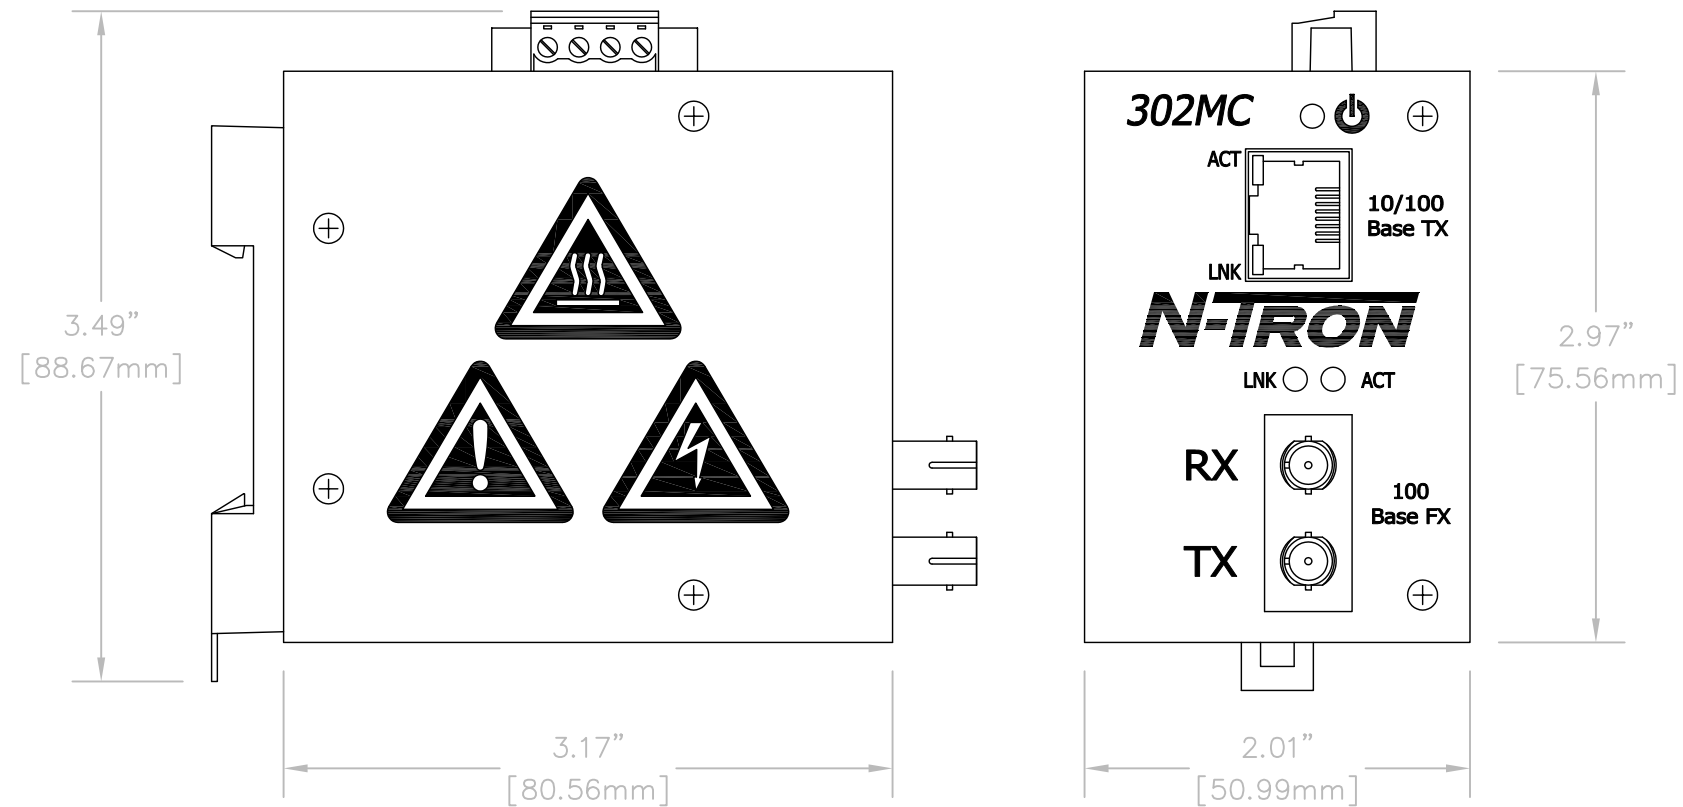 3.49”
[88.67mm]
3.17”
[80.56mm]
302MC
ACT
10/100
Base TX
LNK
N-TRON
LNK
ACT
RX
100
Base FX
TX
2.97”
[75.56mm]
2.01”
[50.99mm]